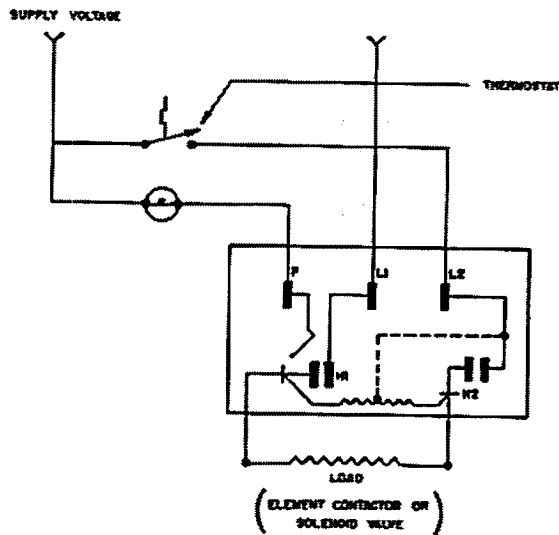 SUPPLY VOLTAGE
THERMOSTAT
P L1 L2
H1
H2
LOAD
(ELEMENT CONTACTOR OR
SOLENOID VALVE)